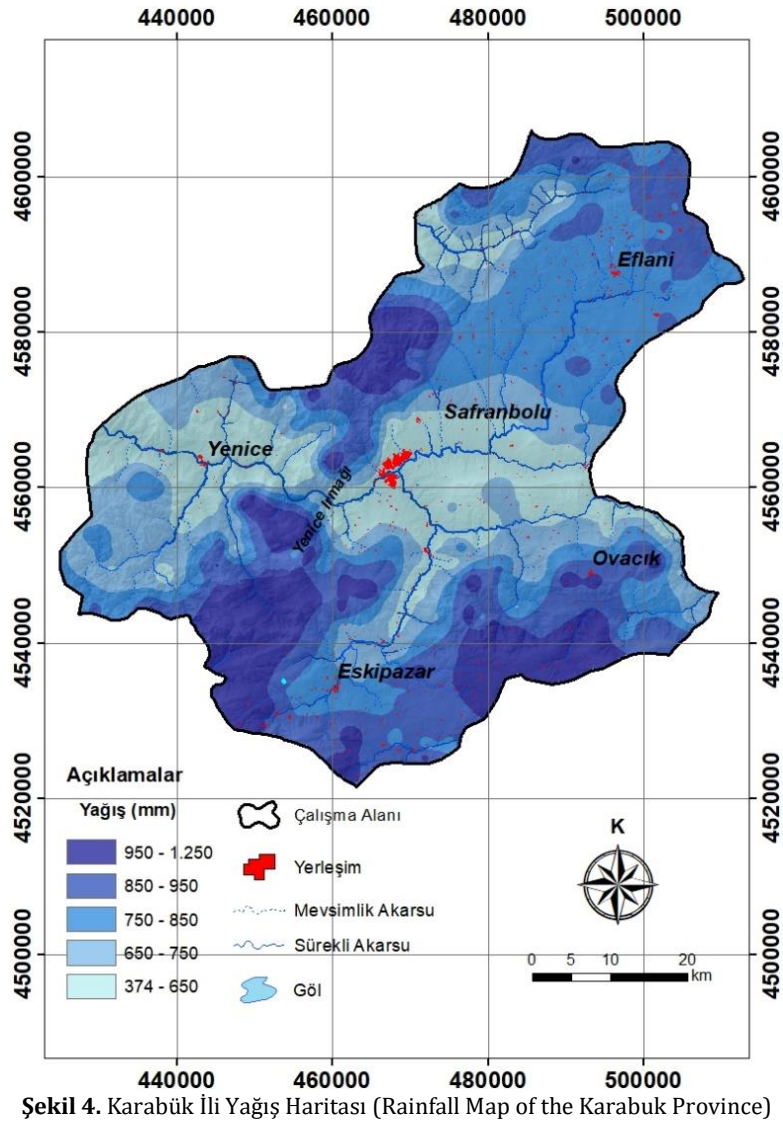 440000 460000 480000 500000
4600000 4600000
Eflani
4580000 4580000
Safranbolu
Yenice
4560000 4560000
Yenice Irmağı
Ovacık
4540000 4540000
Eskipazar
Açıklamalar
Yağış (mm)
950 - 1.250
850 - 950
750 - 850
650 - 750
374 - 650
Çalışma Alanı
Yerleşim
Mevsimlik Akarsu
Sürekli Akarsu
Göl
4520000 4520000
K
4500000 4500000
0 5 10 20
km
440000 460000 480000 500000
Şekil 4. Karabük İli Yağış Haritası (Rainfall Map of the Karabuk Province)